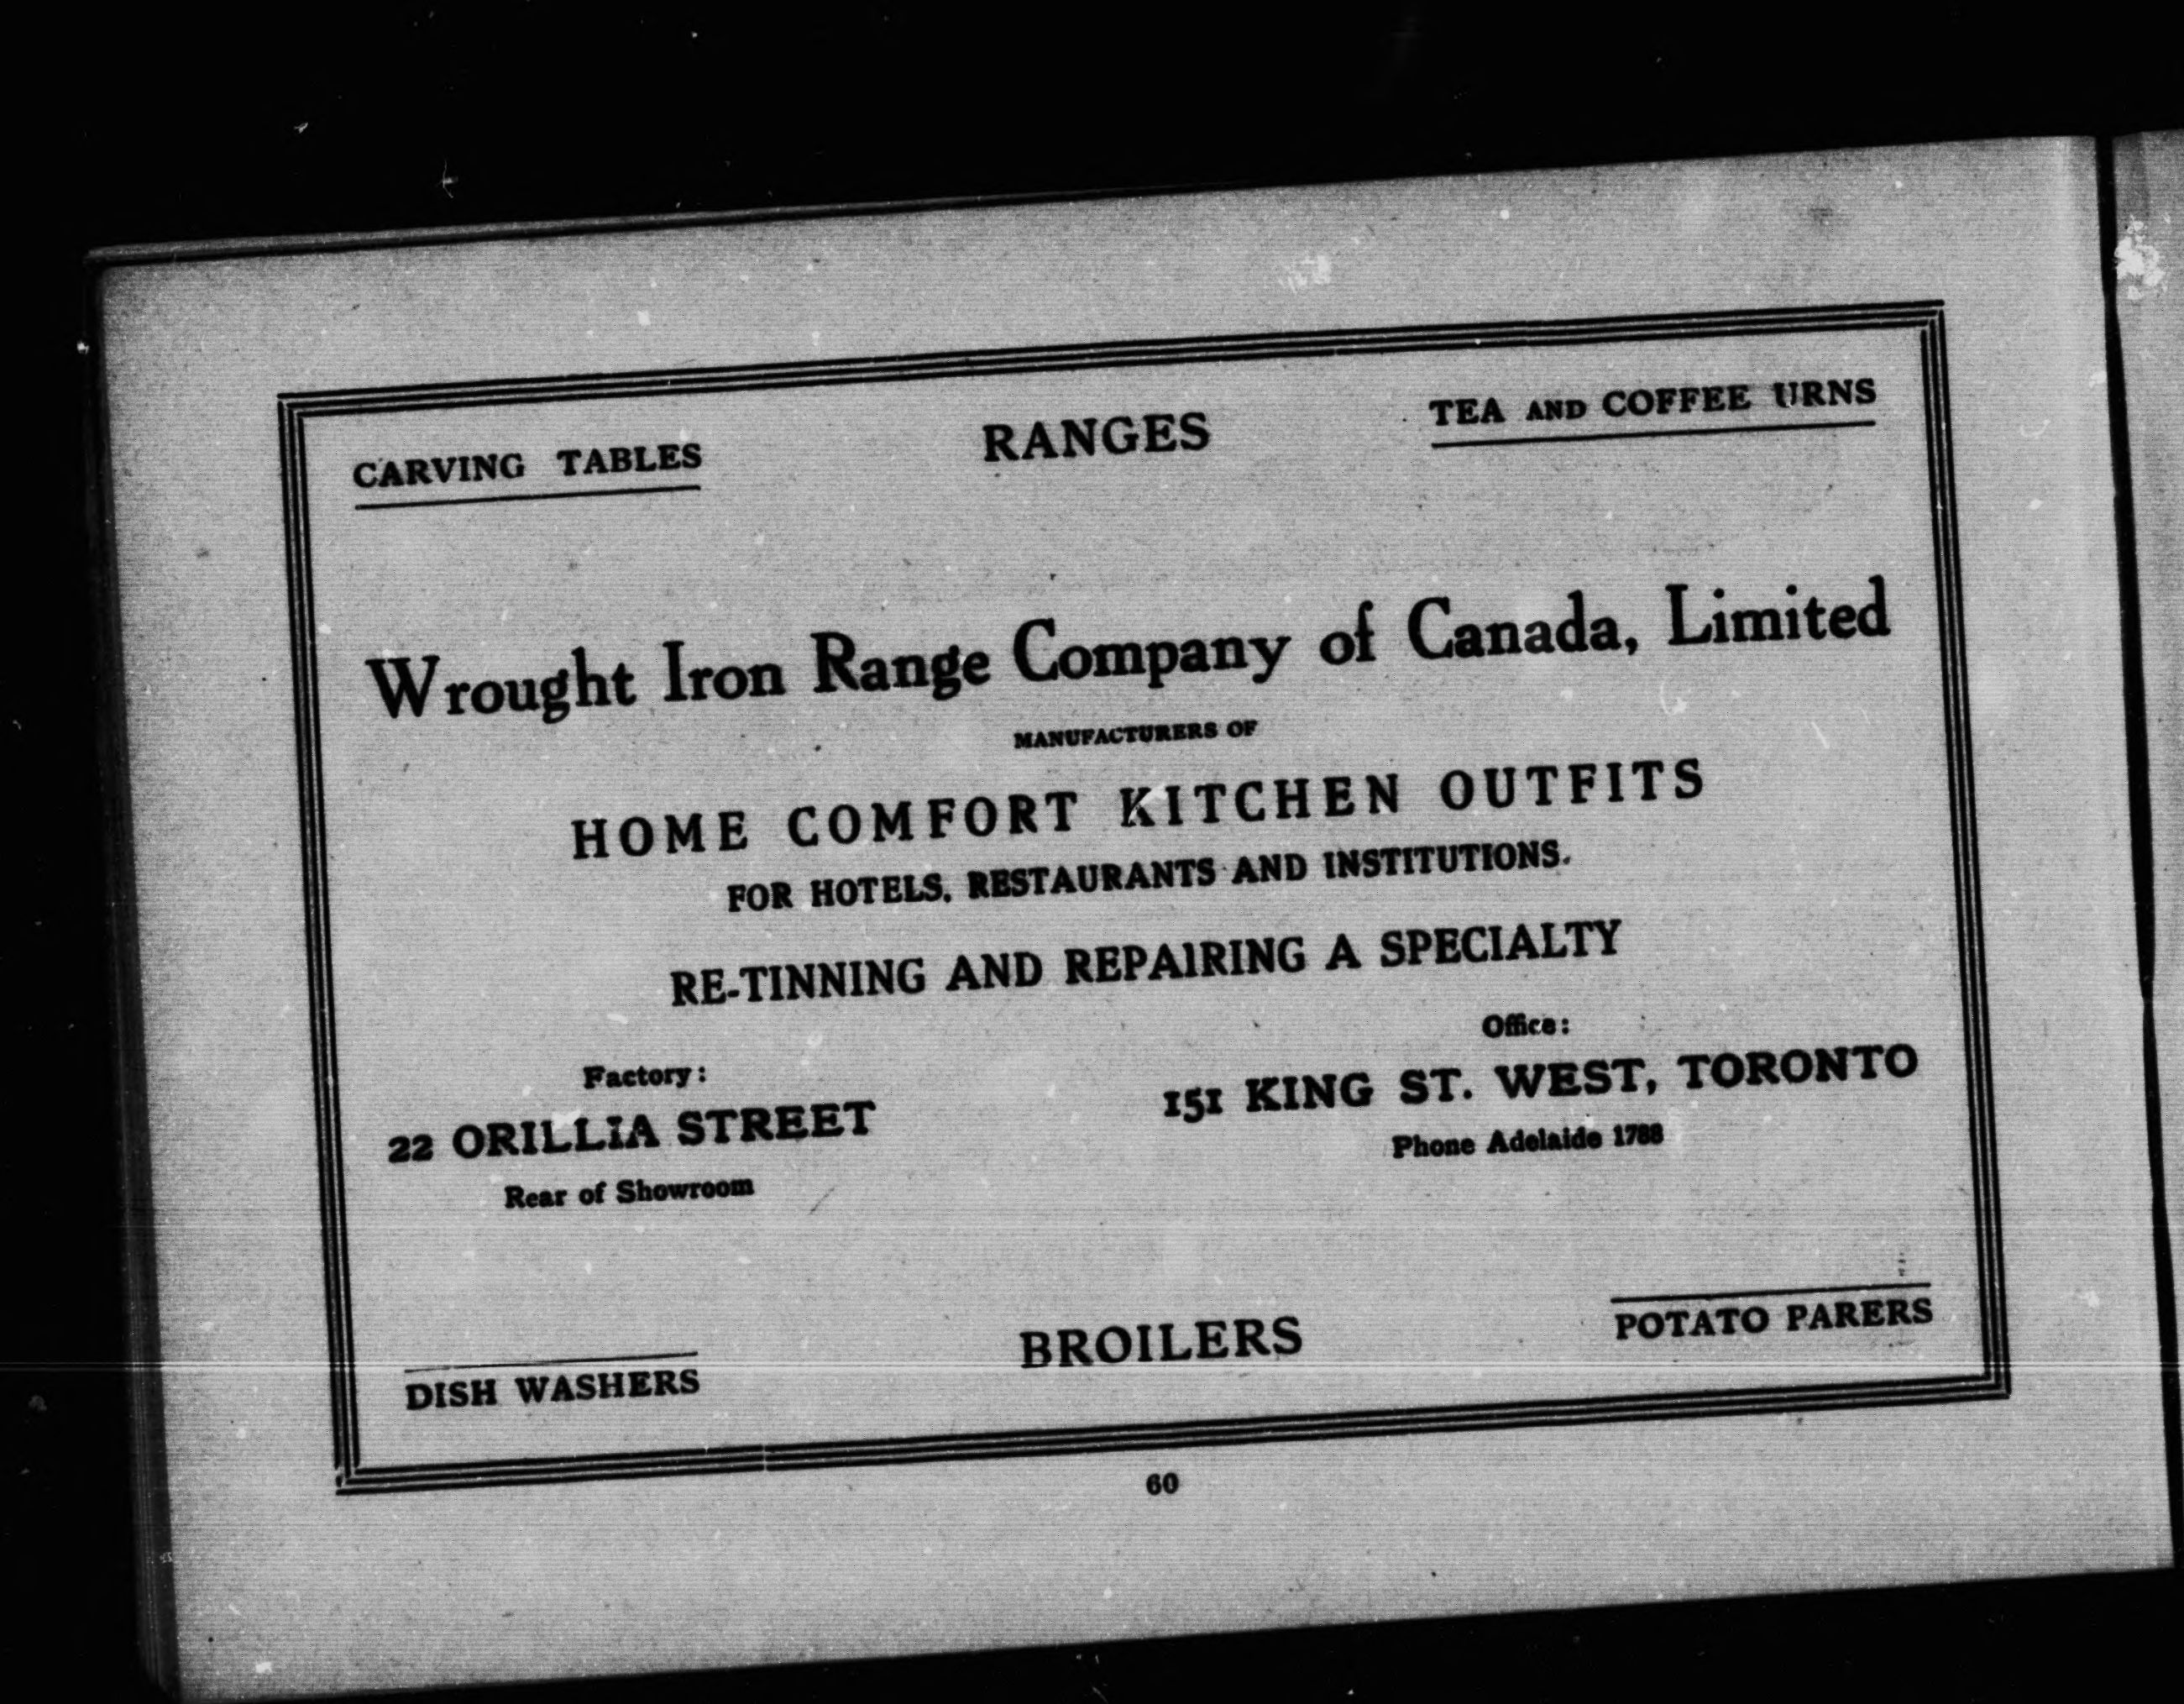 CARVING TABLES
RANGES
TEA AND COFFEE URNS
Wrought Iron Range Company of Canada, Limited
MANUFACTURERS OF
HOME COMFORT KITCHEN OUTFITS
FOR HOTELS, RESTAURANTS AND INSTITUTIONS.
RE-TINNING AND REPAIRING A SPECIALTY
Factory:
22 ORILLIA STREET
Rear of Showroom
Office:
151 KING ST. WEST, TORONTO
Phone Adelaide 1788
DISH WASHERS
BROILERS
POTATO PARERS
60